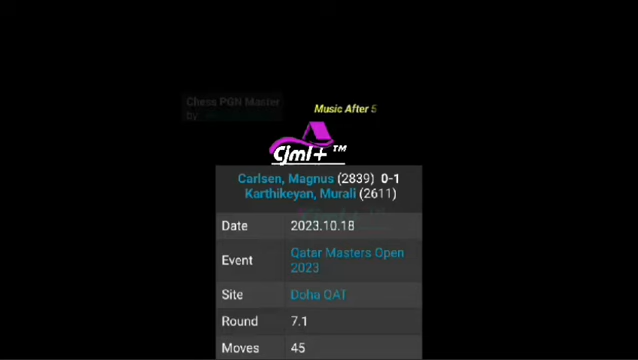 Chess PGN Master
by:
Music After 5
Cjml+ ™
Carlsen, Magnus (2839) 0-1
Karthikeyan, Murali (2611)
Date 2023.10.18
Event Qatar Masters Open 2023
Site Doha QAT
Round 7.1
Moves 45